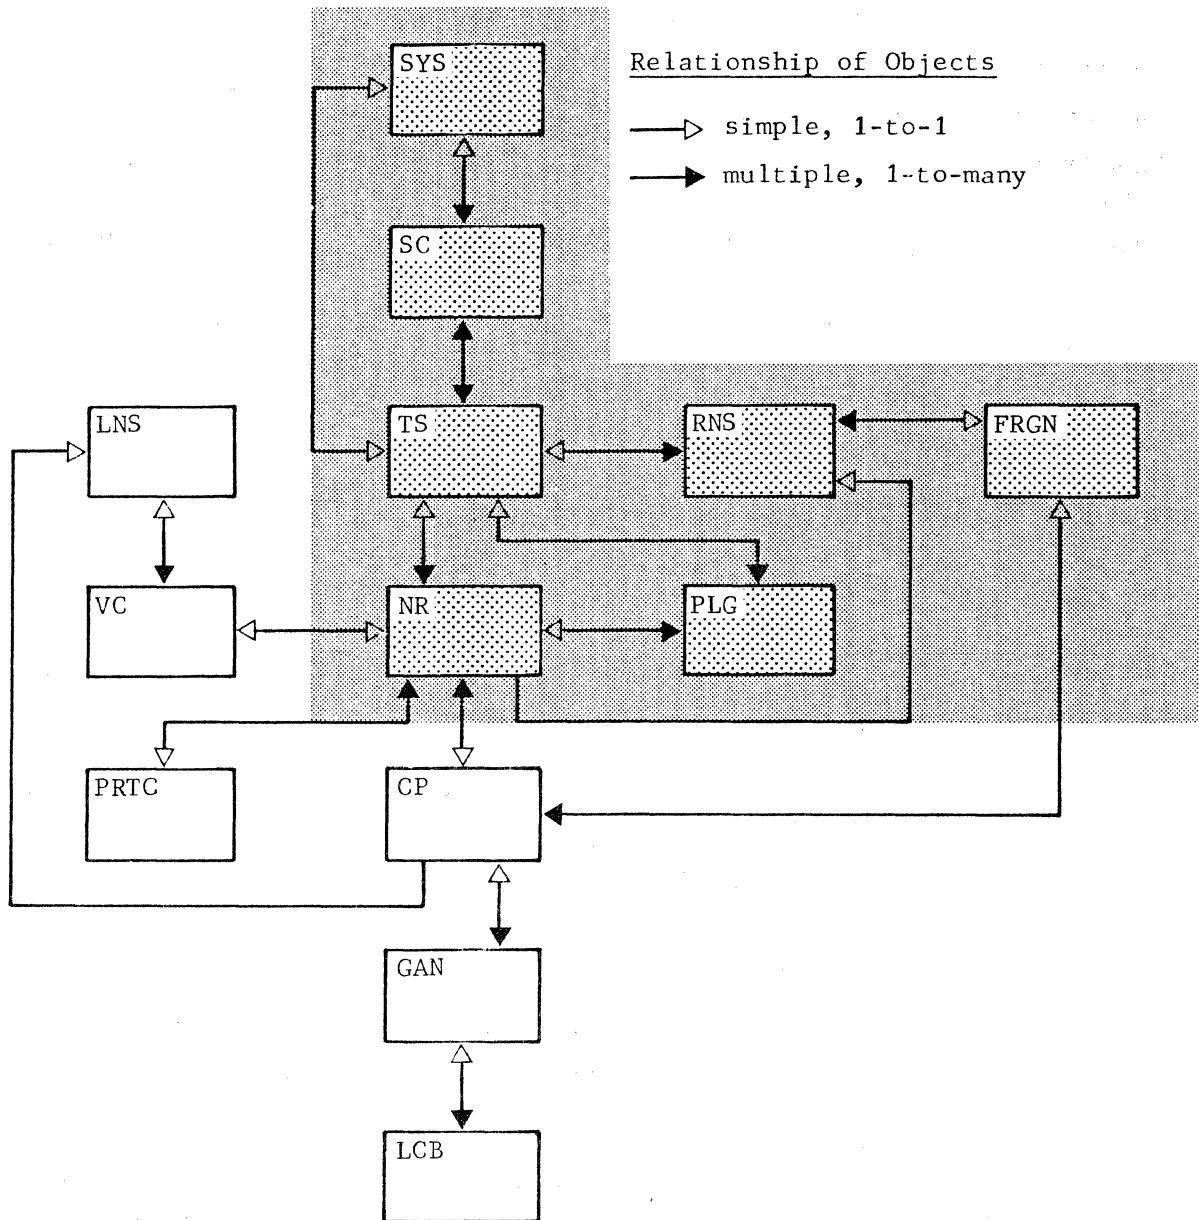 SYS
Relationship of Objects
simple, 1-to-1
multiple, 1-to-many
SC
LNS
TS
RNS
FRGN
VC
NR
PLG
PRTC
CP
GAN
LCB